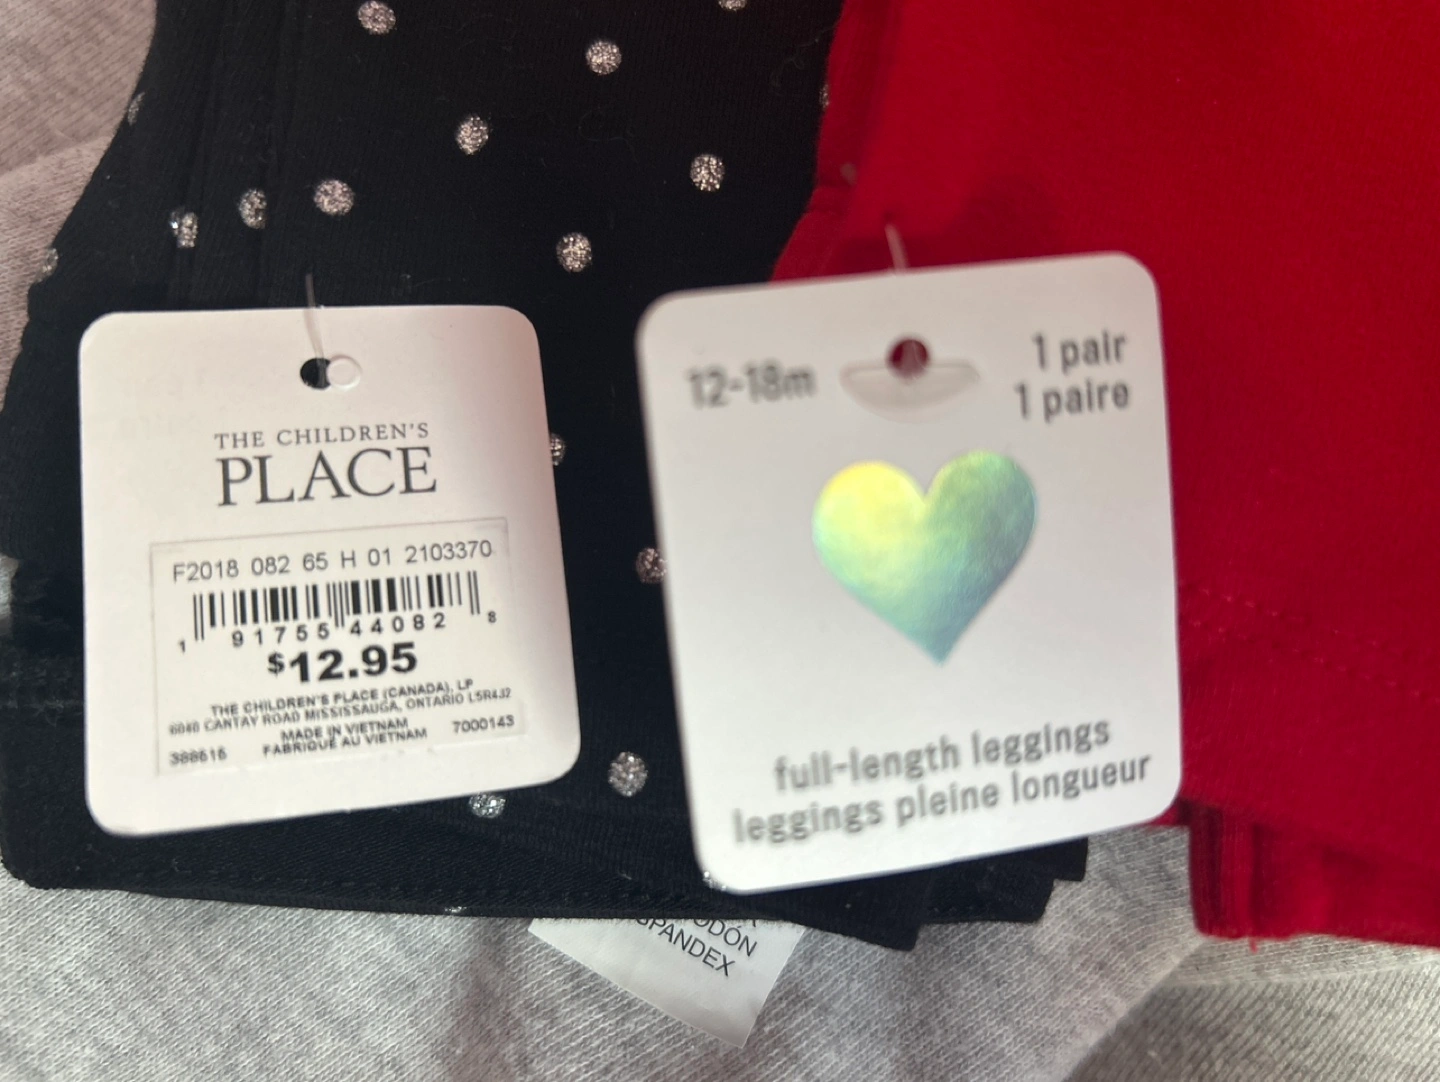 THE CHILDREN'S
PLACE
F2018 082 65 H 01 2103370
1 91755 44082 8
$12.95
THE CHILDREN'S PLACE (CANADA), LP
6040 CANTAY ROAD MISSISSAUGA, ONTARIO L5R4J2
MADE IN VIETNAM
FABRIQUÉ AU VIETNAM
388616
7000143
12-18m
1 pair
1 paire
full-length leggings
leggings pleine longueur
SPANDEX